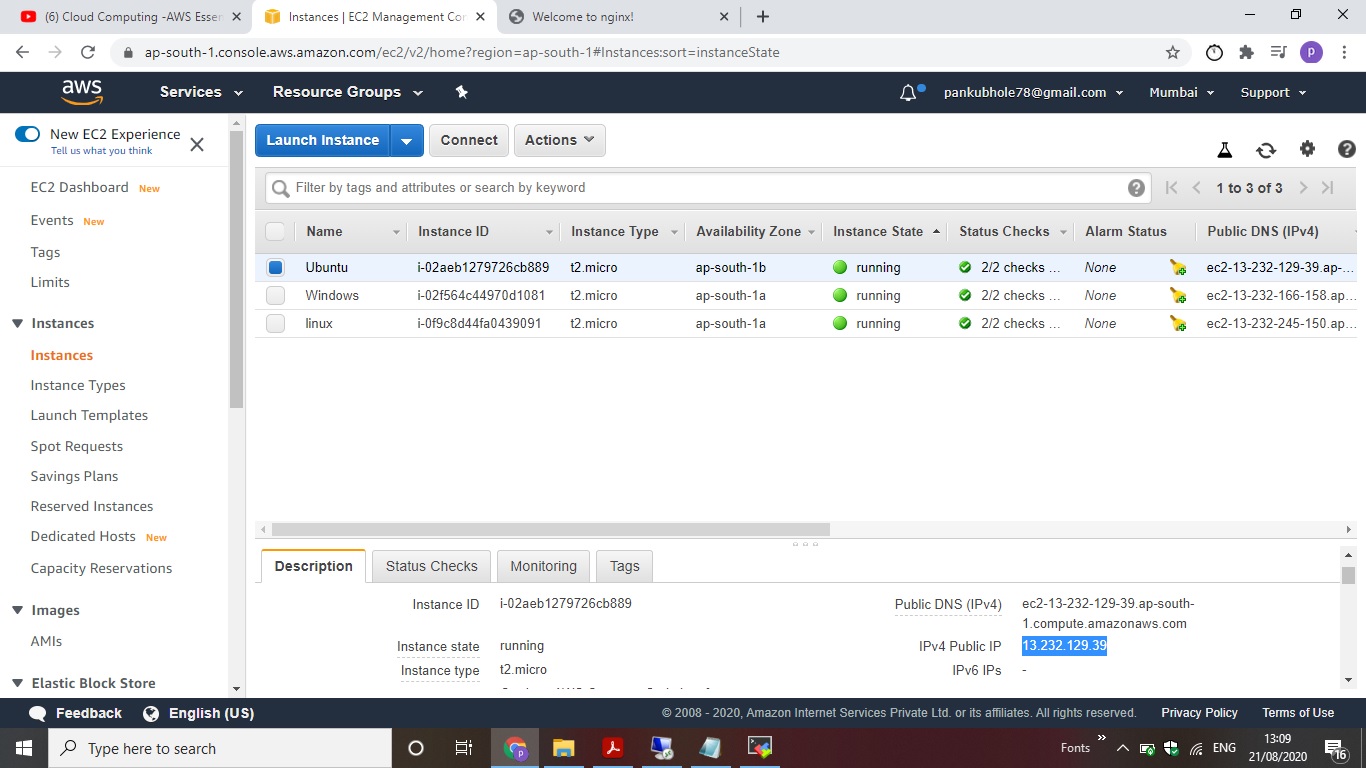 (6) Cloud Computing -AWS Essen
Instances | EC2 Management Con
Welcome to nginx!
ap-south-1.console.aws.amazon.com/ec2/v2/home?region=ap-south-1#Instances:sort=instanceState
p
aws
Services
Resource Groups
pankubhole78@gmail.com
Mumbai
Support
New EC2 Experience
Tell us what you think
EC2 Dashboard New
Events New
Tags
Limits
Instances
Instances
Instance Types
Launch Templates
Spot Requests
Savings Plans
Reserved Instances
Dedicated Hosts New
Capacity Reservations
Images
AMIs
Elastic Block Store
Launch Instance
Connect
Actions
Filter by tags and attributes or search by keyword
1 to 3 of 3
Name Instance ID Instance Type Availability Zone Instance State Status Checks Alarm Status Public DNS (IPv4)
Ubuntu i-02aeb1279726cb889 t2.micro ap-south-1b running 2/2 checks ... None ec2-13-232-129-39.ap-...
Windows i-02f564c44970d1081 t2.micro ap-south-1a running 2/2 checks ... None ec2-13-232-166-158.ap...
linux i-0f9c8d44fa0439091 t2.micro ap-south-1a running 2/2 checks ... None ec2-13-232-245-150.ap...
Description
Status Checks
Monitoring
Tags
Instance ID i-02aeb1279726cb889
Public DNS (IPv4) ec2-13-232-129-39.ap-south-
1.compute.amazonaws.com
Instance state running
IPv4 Public IP 13.232.129.39
Instance type t2.micro
IPv6 IPs -
Feedback
English (US)
© 2008 - 2020, Amazon Internet Services Private Ltd. or its affiliates. All rights reserved.
Privacy Policy
Terms of Use
Type here to search
Fonts
ENG
13:09
21/08/2020
16